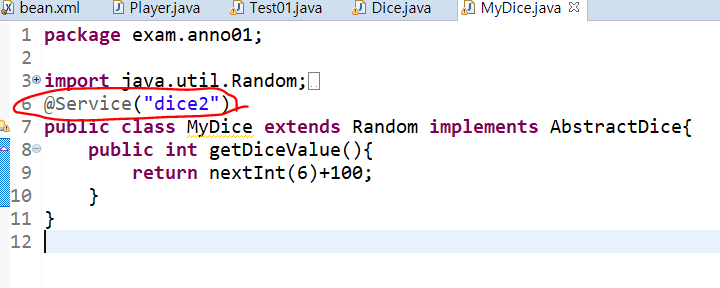 bean.xml Player.java Test01.java Dice.java MyDice.java
1 package exam.anno01;
2
3 import java.util.Random;
6 @Service("dice2")
7 public class MyDice extends Random implements AbstractDice{
8 public int getDiceValue(){
9 return nextInt(6)+100;
10 }
11 }
12